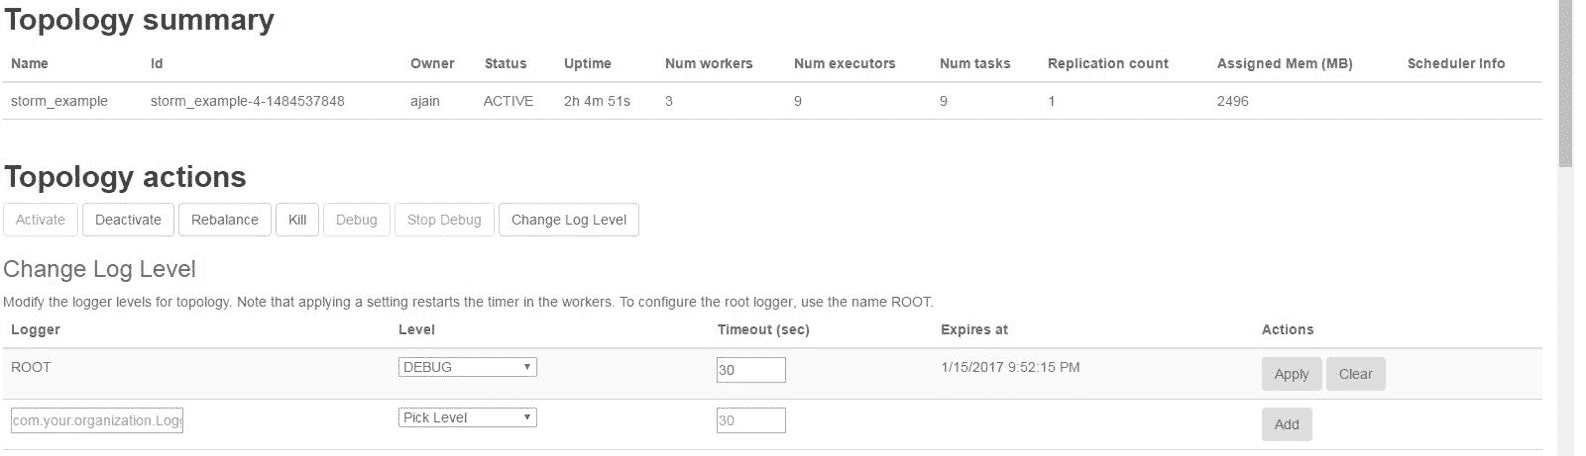 Topology summary
Name Id Owner Status Uptime Num workers Num executors Num tasks Replication count Assigned Mem (MB) Scheduler Info
storm_example storm_example-4-1484537848 ajain ACTIVE 2h 4m 51s 3 9 9 1 2496
Topology actions
Activate Deactivate Rebalance Kill Debug Stop Debug Change Log Level
Change Log Level
Modify the logger levels for topology. Note that applying a setting restarts the timer in the workers. To configure the root logger, use the name ROOT.
Logger Level Timeout (sec) Expires at Actions
ROOT DEBUG 30 1/15/2017 9:52:15 PM Apply Clear
com.your.organization.Log Pick Level 30 Add